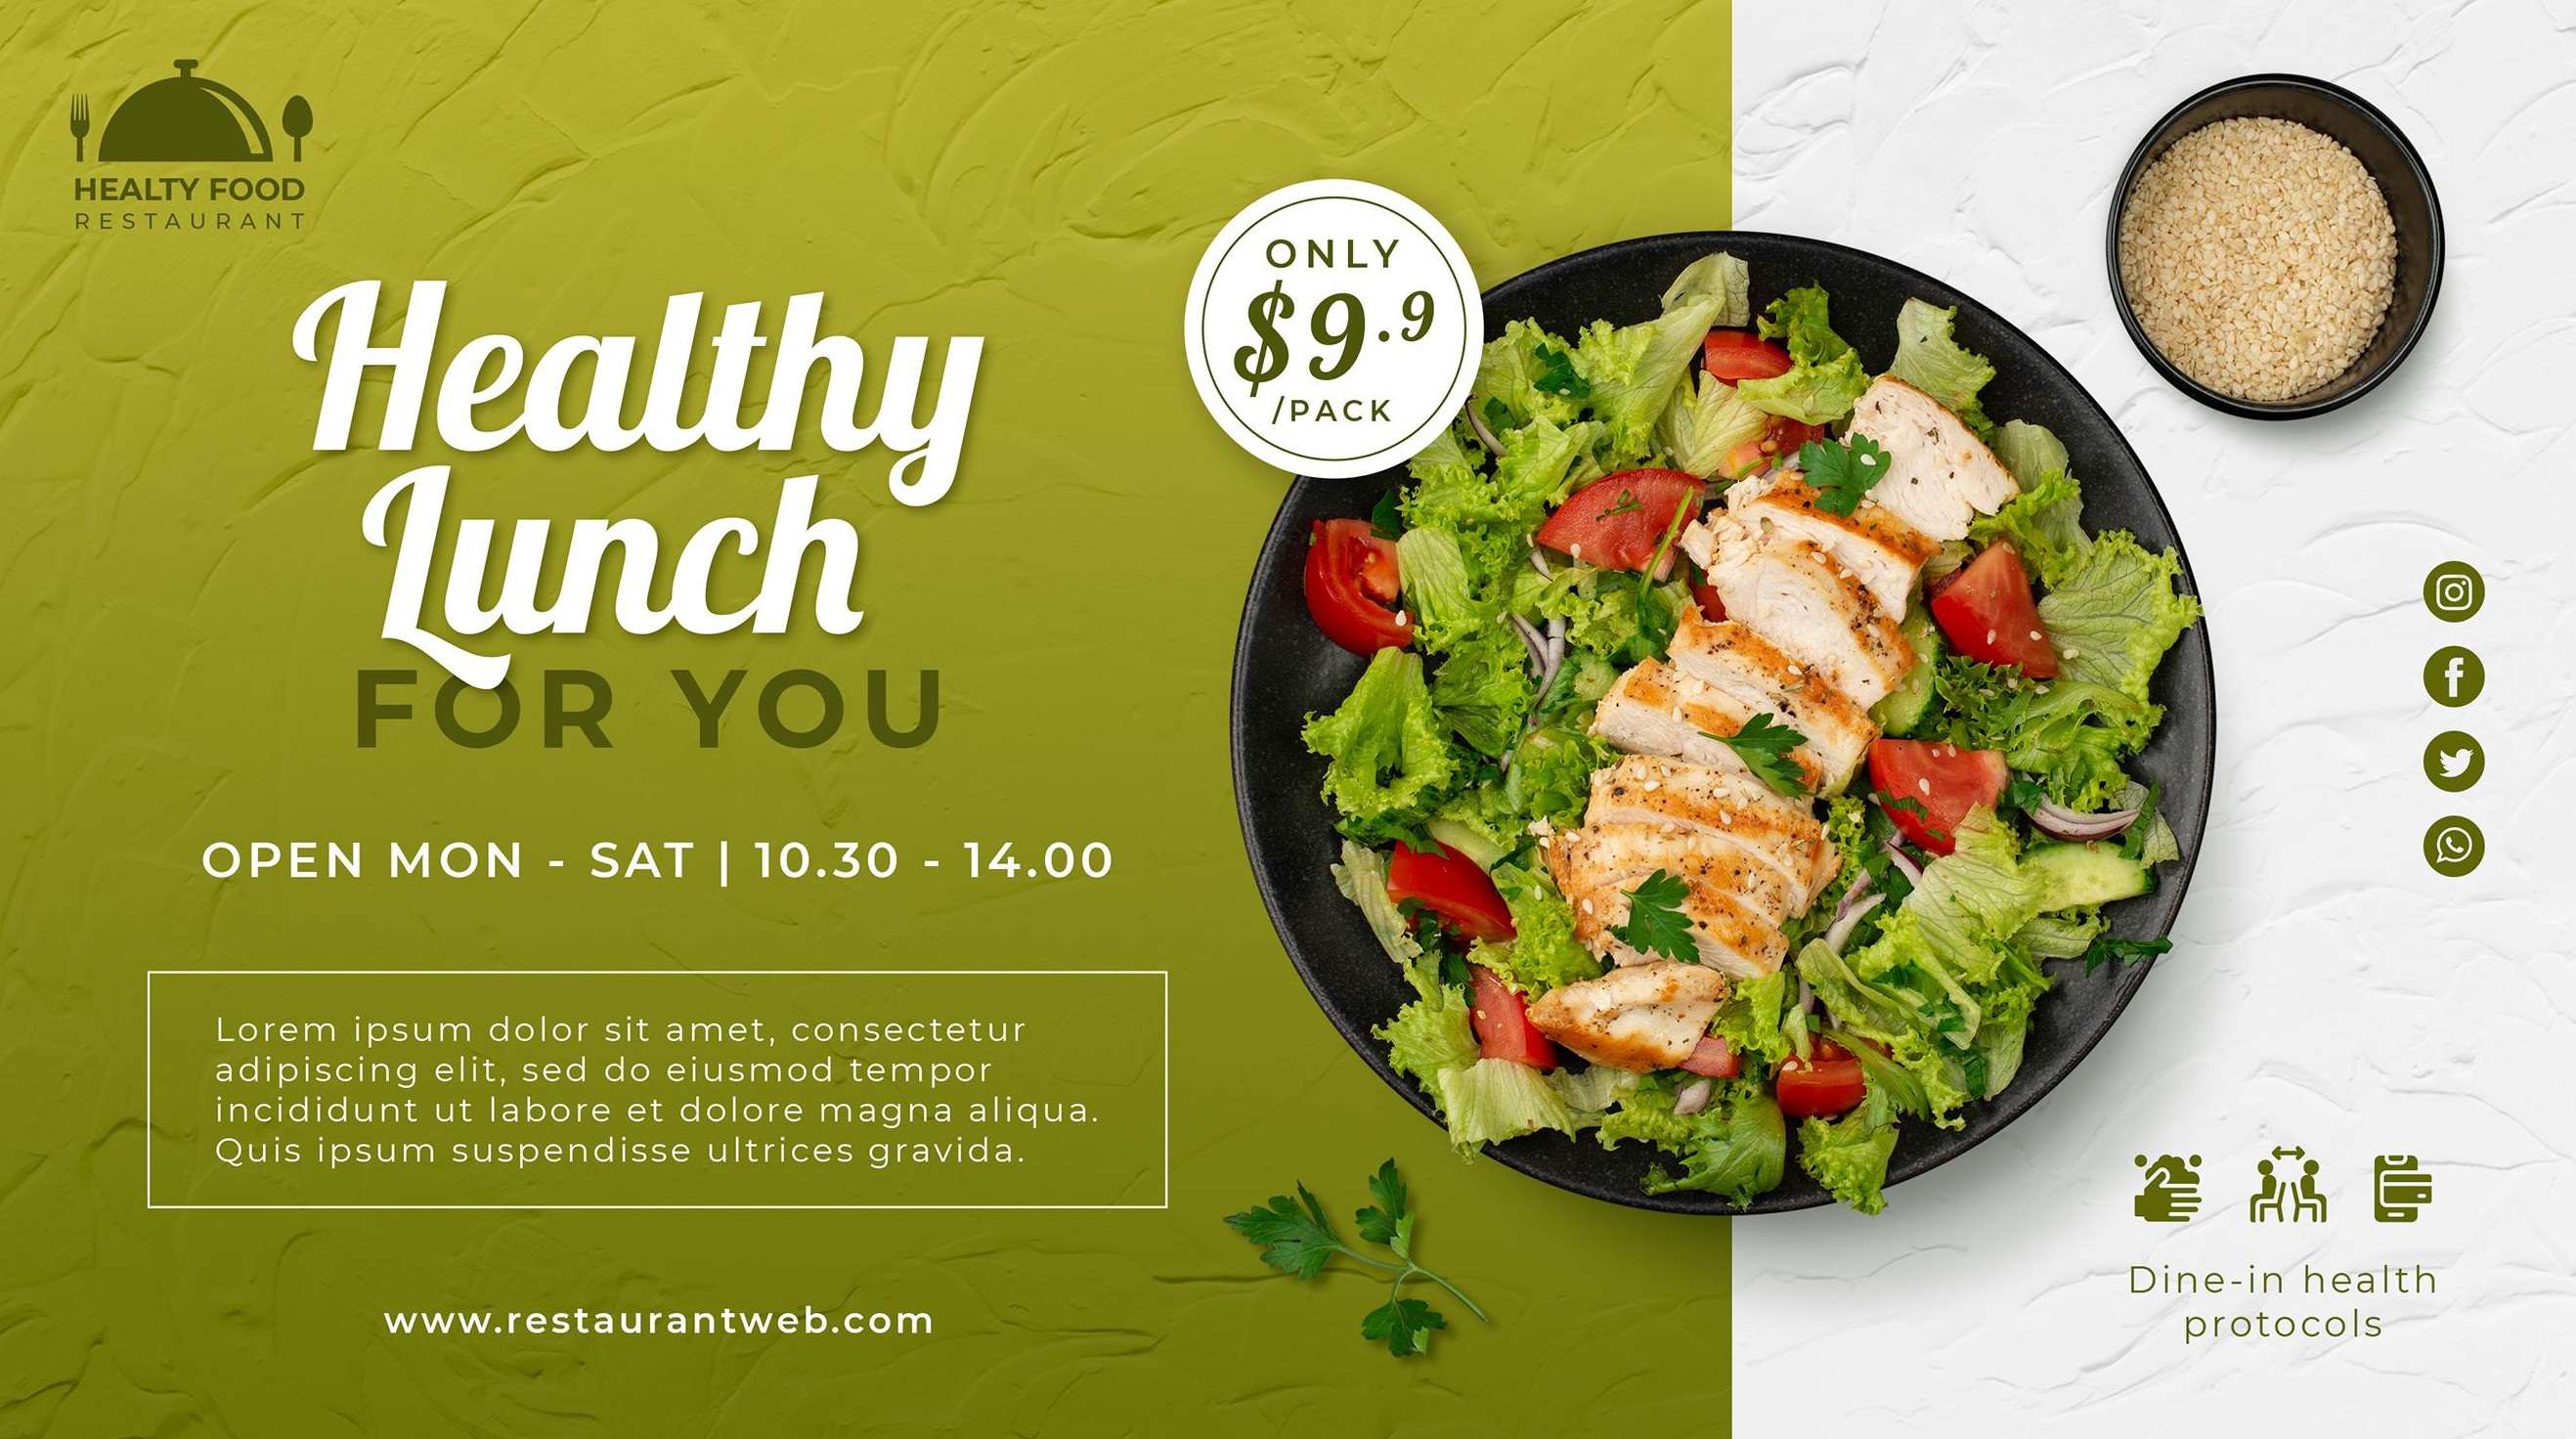 HEALTY FOOD
RESTAURANT
Healthy
Lunch
FOR YOU
OPEN MON - SAT | 10.30 - 14.00
Lorem ipsum dolor sit amet, consectetur
adipiscing elit, sed do eiusmod tempor
incididunt ut labore et dolore magna aliqua.
Quis ipsum suspendisse ultrices gravida.
www.restaurantweb.com
ONLY
$9.9
/PACK
Dine-in health
protocols